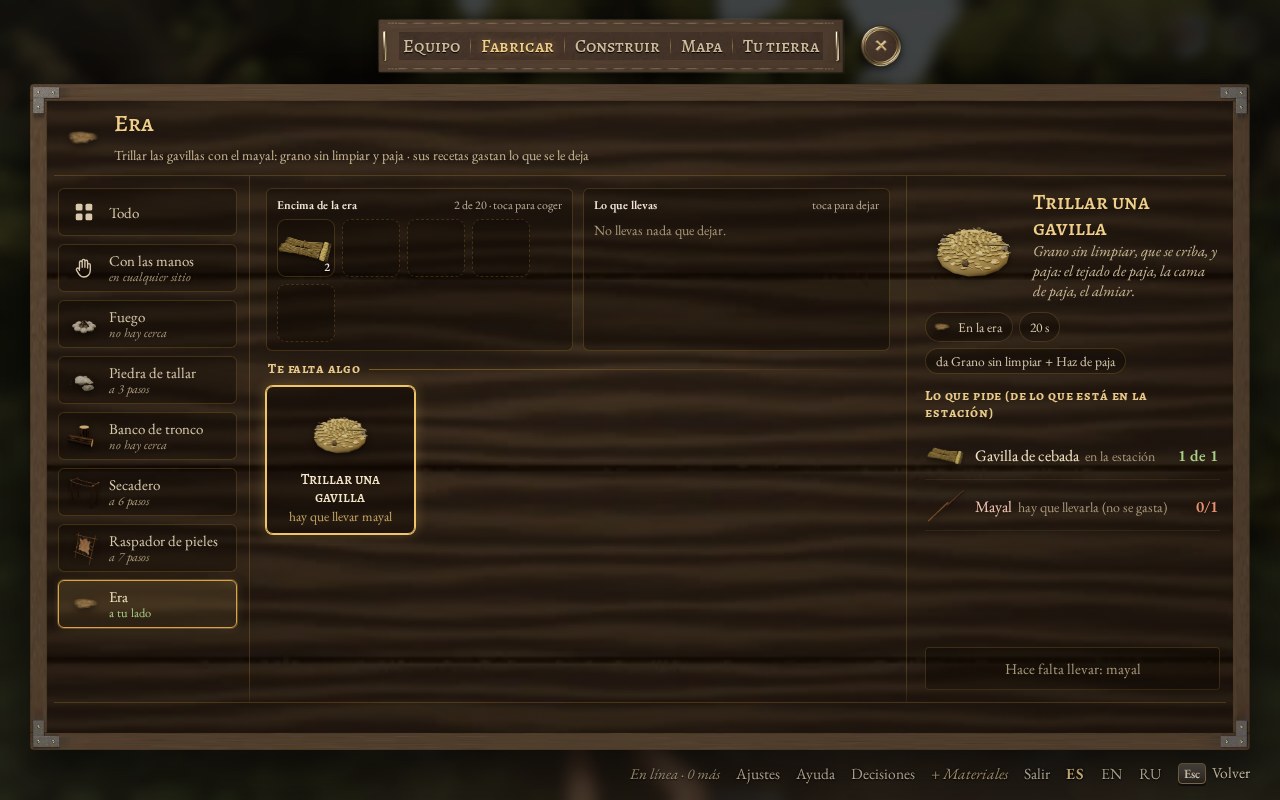 Equipo
Fabricar
Construir
Mapa
Tu tierra
Era
Trillar las gavillas con el mayal: grano sin limpiar y paja · sus recetas gastan lo que se le deja
Todo
Con las manos
en cualquier sitio
Fuego
no hay cerca
Piedra de tallar
a 3 pasos
Banco de tronco
no hay cerca
Secadero
a 6 pasos
Raspador de pieles
a 7 pasos
Era
a tu lado
Encima de la era
2 de 20 · toca para coger
2
Lo que llevas
toca para dejar
No llevas nada que dejar.
Te falta algo
Trillar una
gavilla
hay que llevar mayal
Trillar una
gavilla
Grano sin limpiar, que se criba, y
paja: el tejado de paja, la cama
de paja, el almiar.
En la era
20 s
da Grano sin limpiar + Haz de paja
Lo que pide (de lo que está en la
estación)
Gavilla de cebada en la estación 1 de 1
Mayal hay que llevarla (no se gasta) 0/1
Hace falta llevar: mayal
En línea · 0 más
Ajustes
Ayuda
Decisiones
+ Materiales
Salir
ES
EN
RU
Esc
Volver